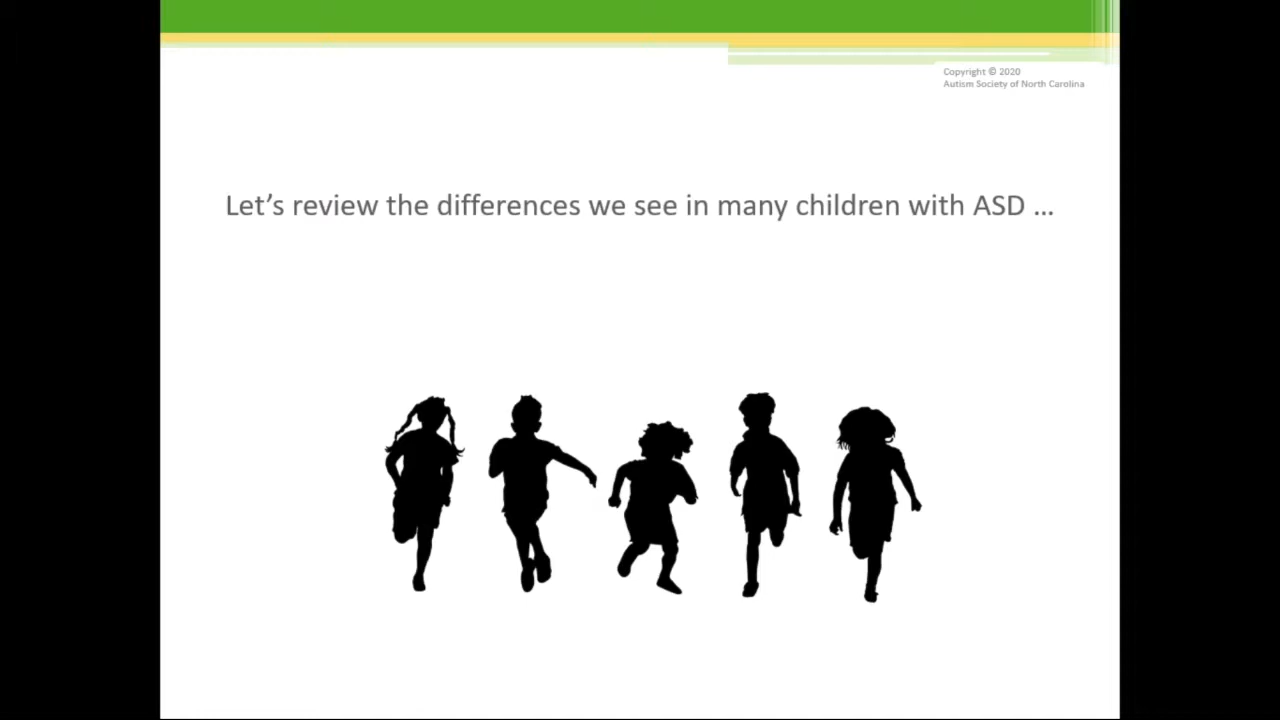 Copyright © 2020
Autism Society of North Carolina
Let’s review the differences we see in many children with ASD …